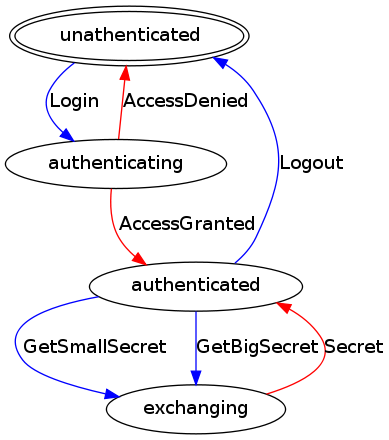 unathenticated
Login
AccessDenied
authenticating
Logout
AccessGranted
authenticated
GetSmallSecret
GetBigSecret
Secret
exchanging